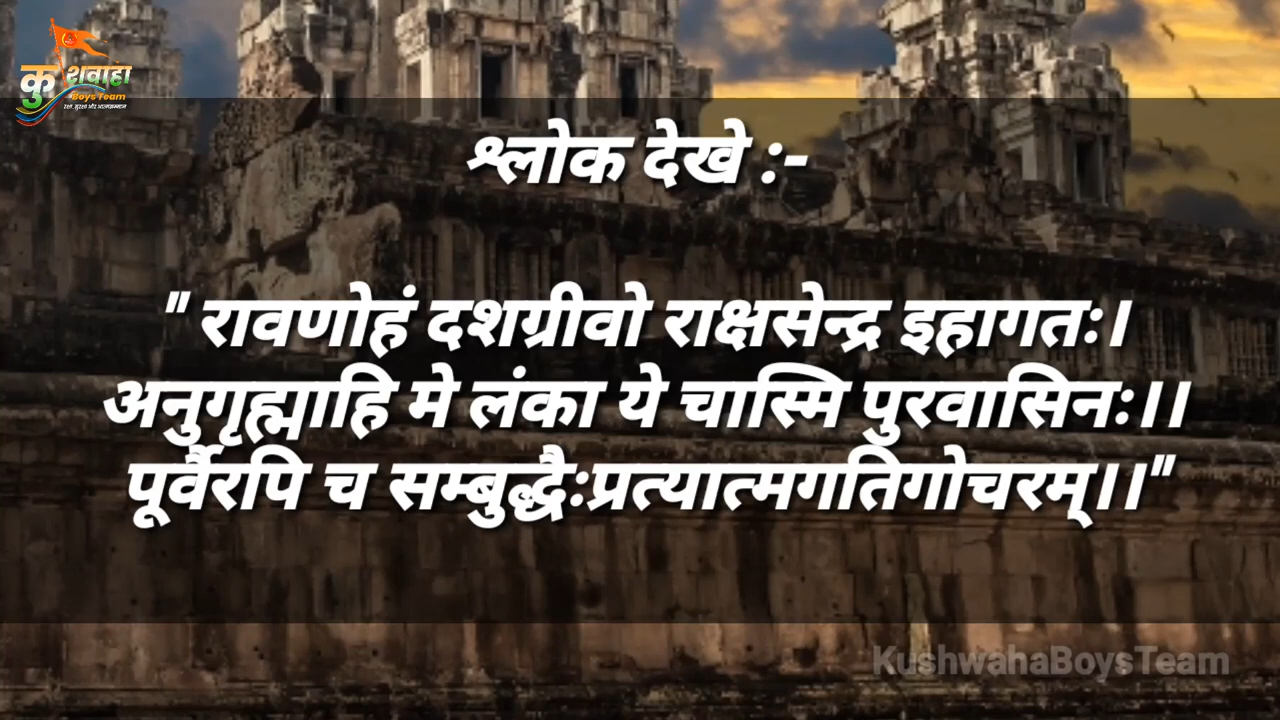 कुशवाहा
Boys Team
श्लोक देखे :-
" रावणोहं दशग्रीवो राक्षसेन्द्र इहागतः।
अनुगृह्माहि मे लंका ये चास्मि पुरवासिनः।।
पूर्वैरपि च सम्बुद्धैःप्रत्यात्मगतिगोचरम्।।"
KushwahaBoysTeam